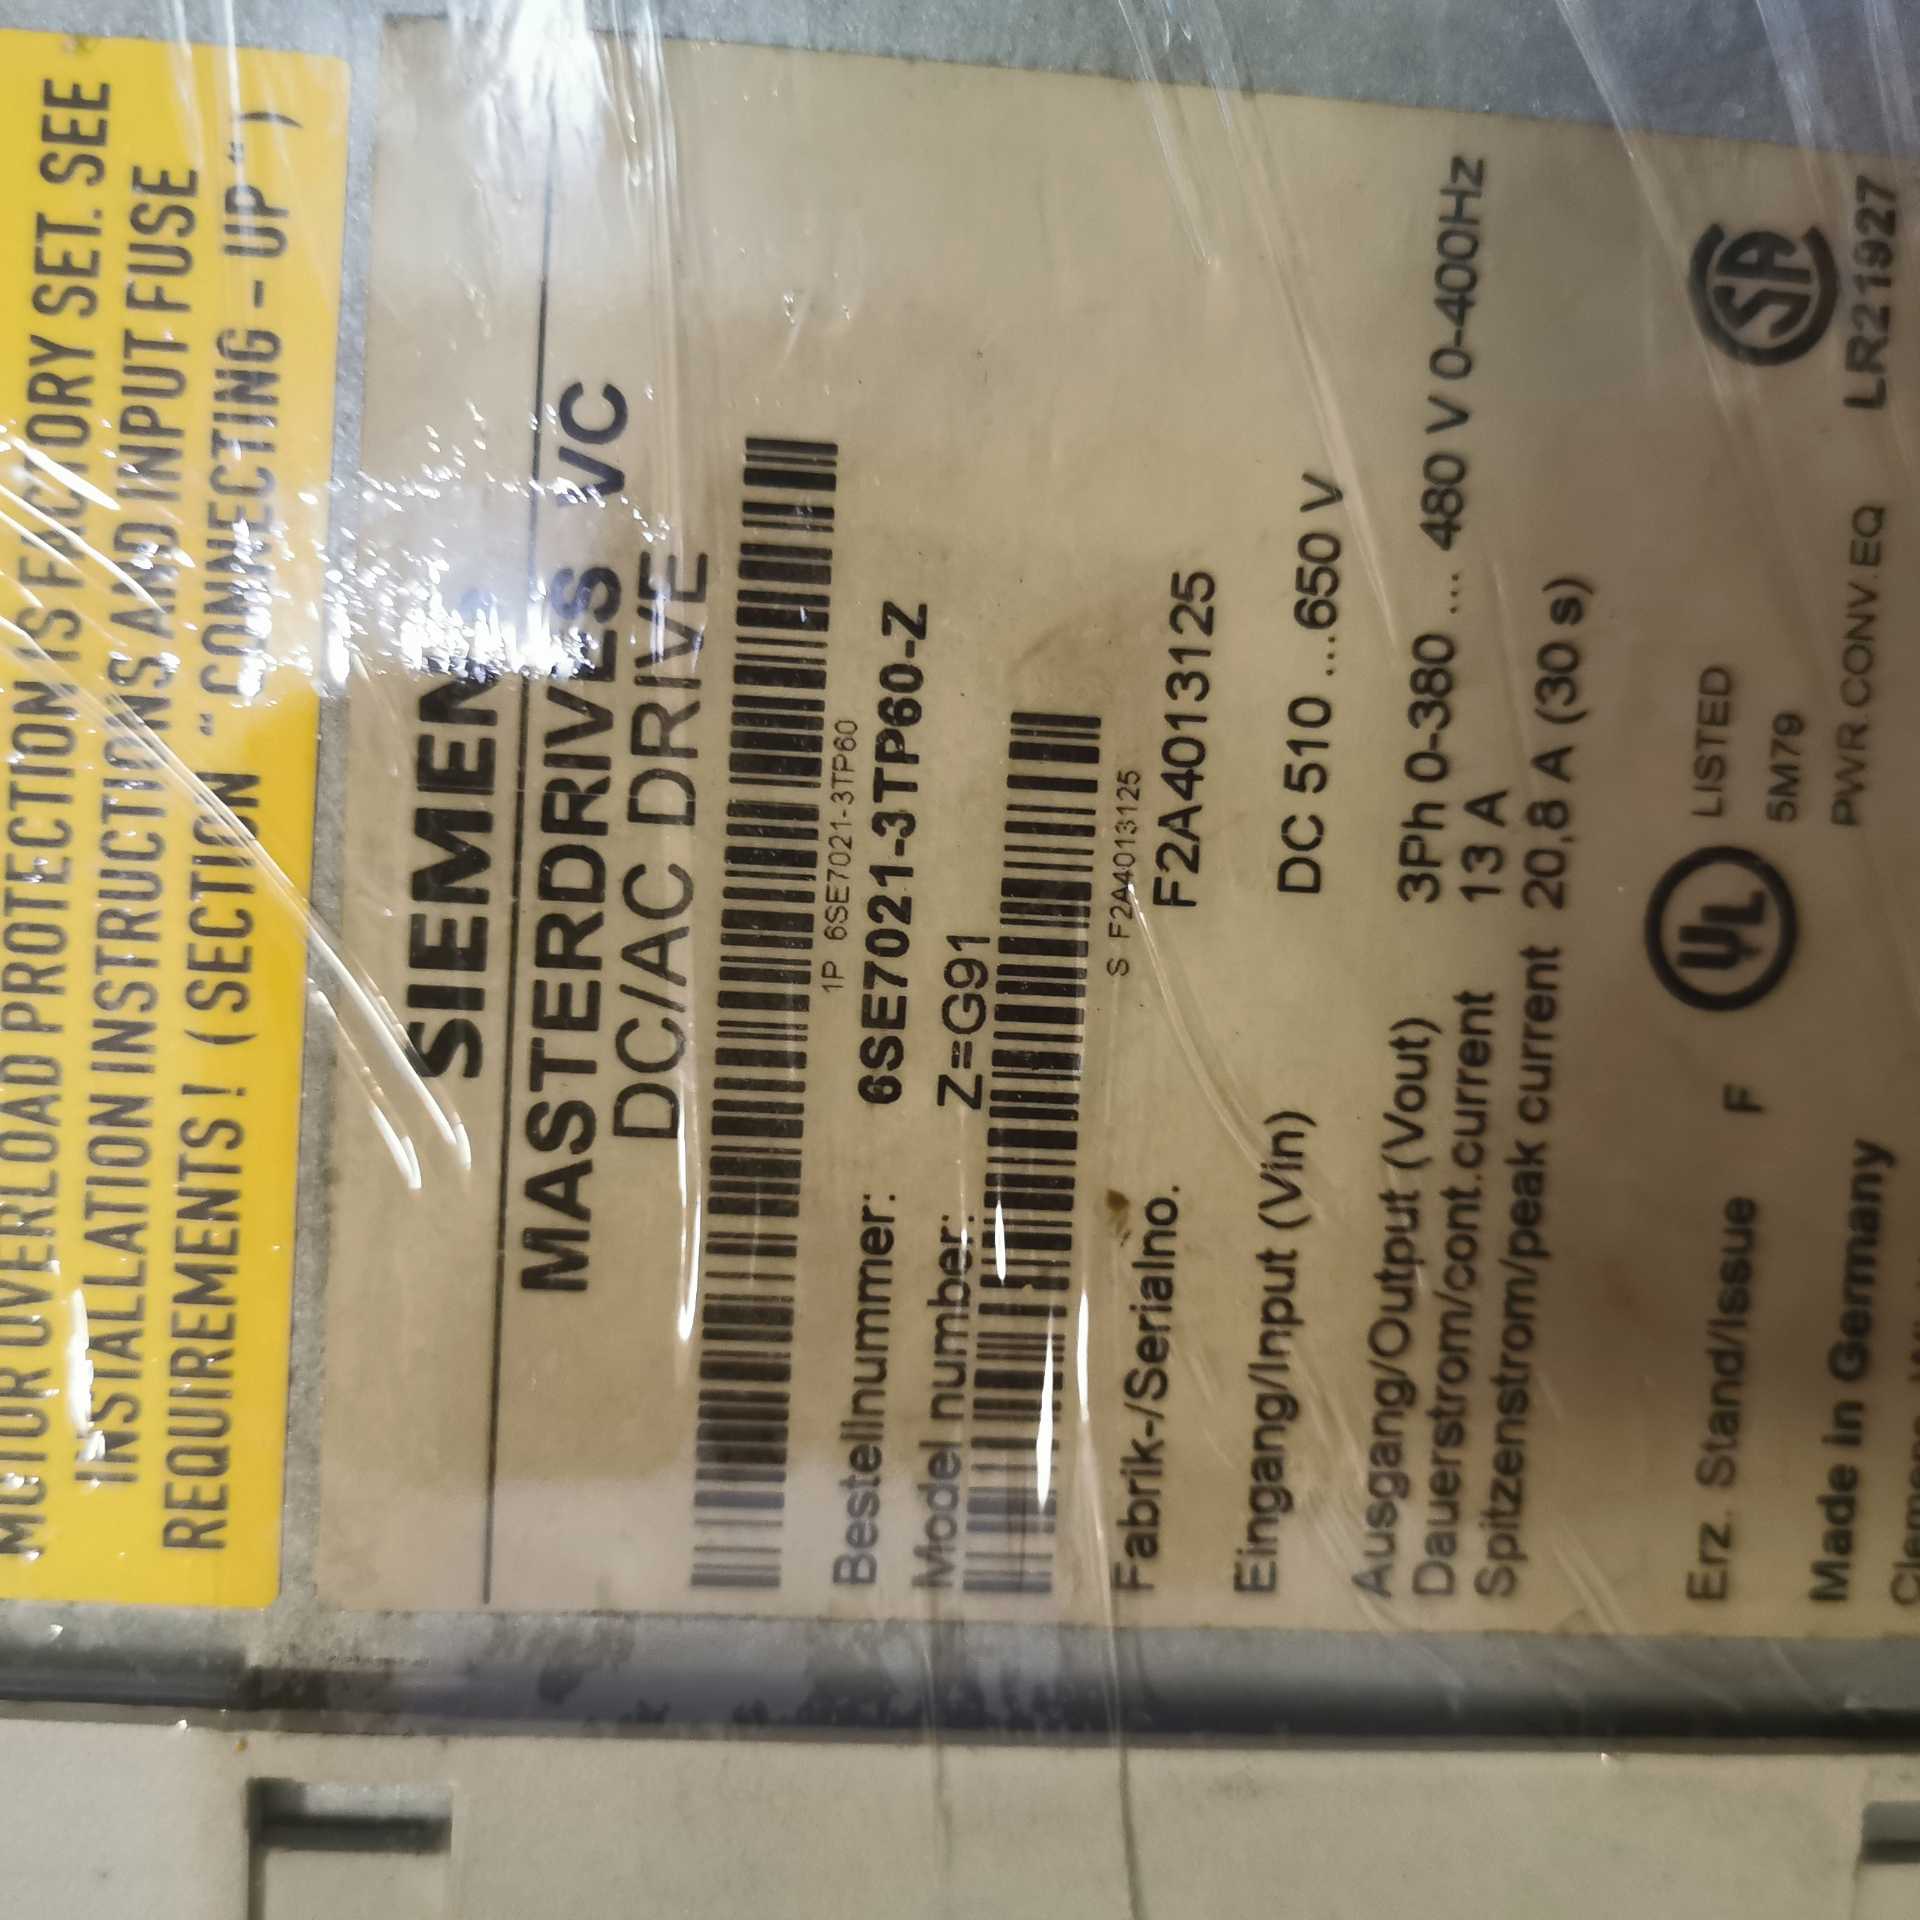 MOTOR OVERLOAD PROTECTION IS FACTORY SET. SEE
INSTALLATION INSTRUCTIONS AND INPUT FUSE
REQUIREMENTS! (SECTION "CONNECTING-UP")
SIEMENS
MASTERDRIVES VC
DC/AC DRIVE
1P 6SE7021-3TP60
Bestellnummer: 6SE7021-3TP60-Z
Model number: Z=G91
S F2A4013125
Fabrik-/Serialno. F2A4013125
Eingang/Input (Vin) DC 510 ...650 V
Ausgang/Output (Vout) 3Ph 0-380 ... 480 V 0-400Hz
Dauerstrom/cont.current 13 A
Spitzenstrom/peak current 20,8 A (30 s)
Erz. Stand/Issue F
UL LISTED
5M79
PWR.CONV.EQ
SA
LR21927
Made in Germany